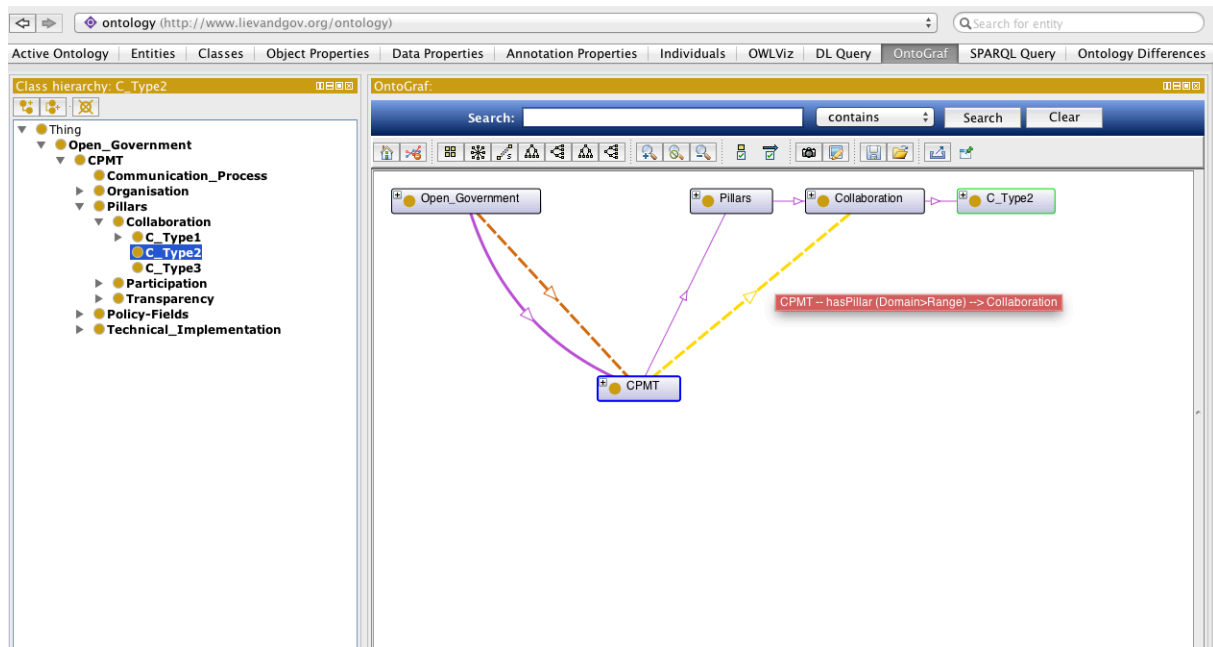 ontology (http://www.lievandgov.org/ontology)
Search for entity
Active Ontology Entities Classes Object Properties Data Properties Annotation Properties Individuals OWLViz DL Query OntoGraf SPARQL Query Ontology Differences
Class hierarchy: C_Type2
OntoGraf:
Search: contains Search Clear
Thing
Open_Government
CPMT
Communication_Process
Organisation
Pillars
Collaboration
C_Type1
C_Type2
C_Type3
Participation
Transparency
Policy-Fields
Technical_Implementation
Open_Government Pillars Collaboration C_Type2
CPMT -- hasPillar (Domain>Range) --> Collaboration
CPMT